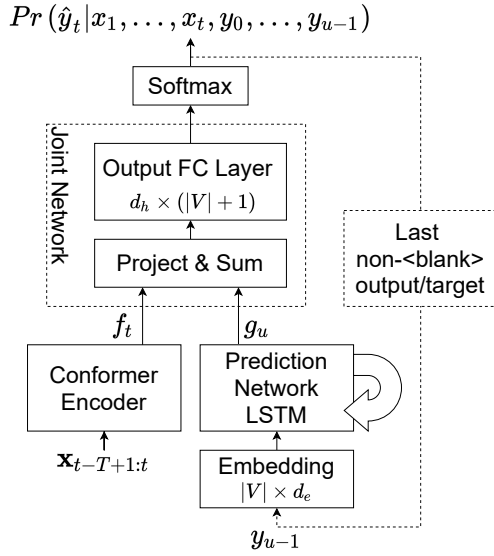 Pr (ŷ_t|x_1, . . . , x_t, y_0, . . . , y_{u−1})
Softmax
Joint Network
Output FC Layer
d_h × (|V| + 1)
Project & Sum
Last
non-<blank>
output/target
f_t
g_u
Conformer
Encoder
Prediction
Network
LSTM
x_{t−T+1:t}
Embedding
|V| × d_e
y_{u−1}